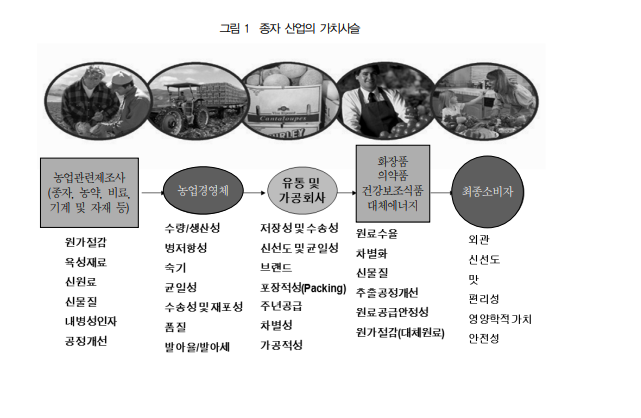 그림 1 종자 산업의 가치사슬
Cantaloupes
농업관련제조사
(종자, 농약, 비료,
기계 및 자재 등)
농업경영체
유통 및
가공회사
화장품
의약품
건강보조식품
대체에너지
최종소비자
원가절감
육성재료
신원료
신물질
내병성인자
공정개선
수량/생산성
병저항성
숙기
균일성
수송성 및 재포성
품질
발아율/발아세
저장성 및 수송성
신선도 및 균일성
브랜드
포장적성(Packing)
주년공급
차별성
가공적성
원료수율
차별화
신물질
추출공정개선
원료공급안정성
원가절감(대체원료)
외관
신선도
맛
편리성
영양학적 가치
안전성